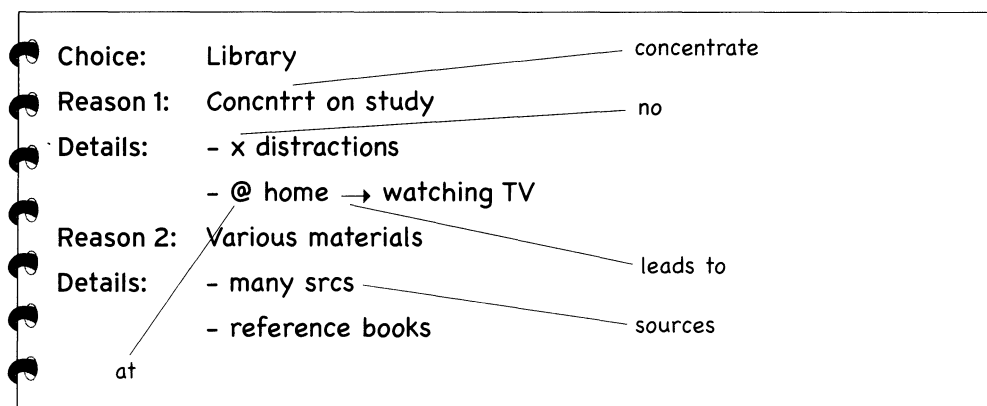 Choice: Library
concentrate
Reason 1: Concntrt on study
no
Details: - x distractions
- @ home → watching TV
Reason 2: Various materials
leads to
Details: - many srcs
sources
- reference books
at